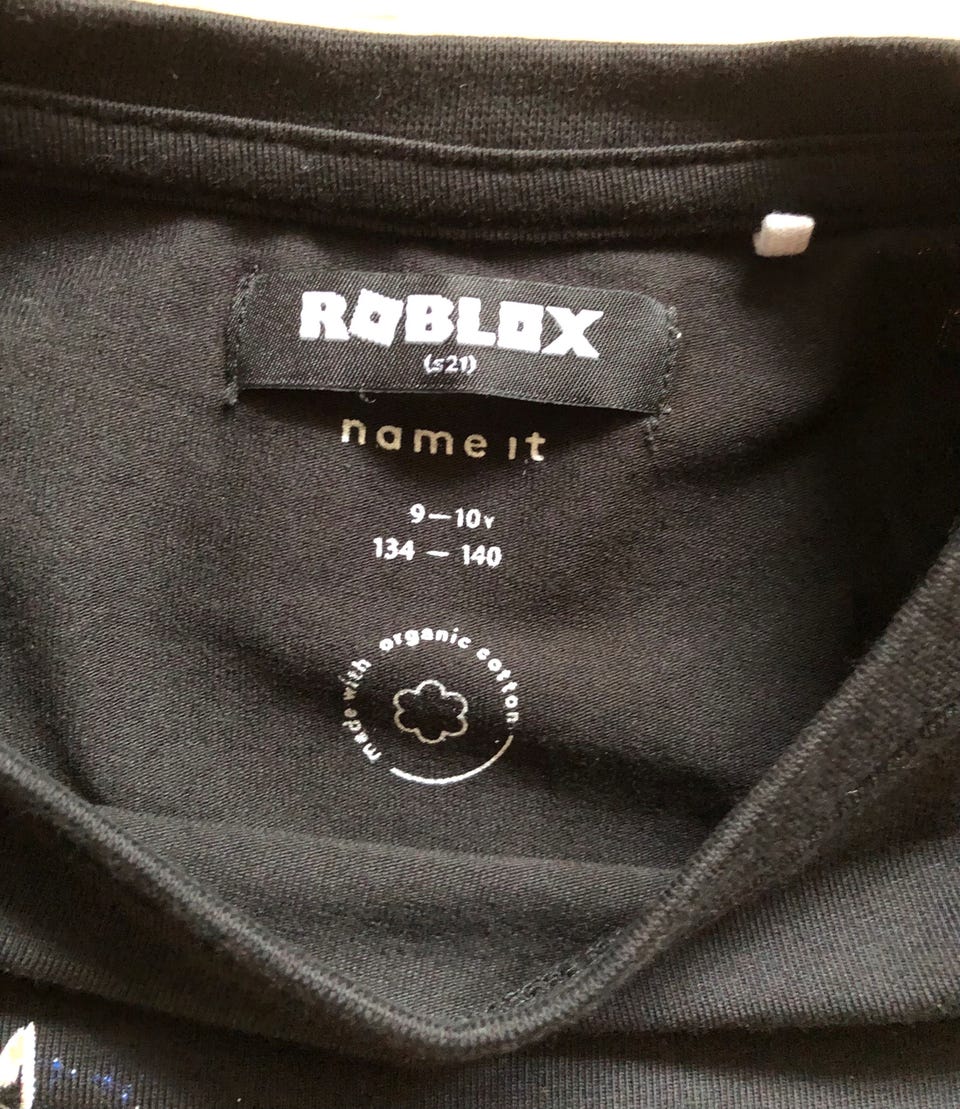 ROBLOX
(s21)
name it
9–10Y
134 – 140
made with organic cotton